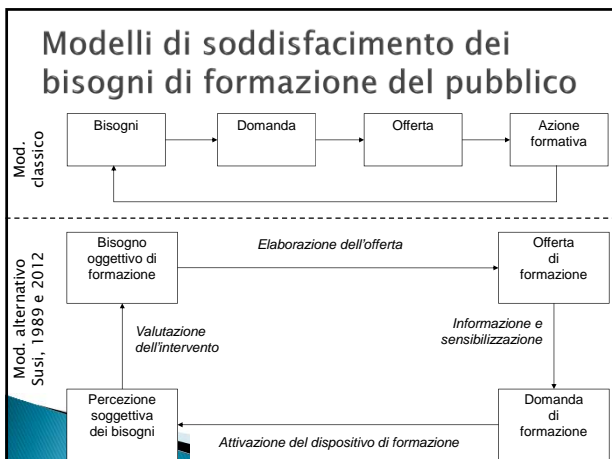 Modelli di soddisfacimento dei
bisogni di formazione del pubblico
Mod.
classico
Bisogni
Domanda
Offerta
Azione
formativa
Mod. alternativo
Susi, 1989 e 2012
Bisogno
oggettivo di
formazione
Elaborazione dell'offerta
Offerta
di
formazione
Valutazione
dell'intervento
Informazione e
sensibilizzazione
Percezione
soggettiva
dei bisogni
Attivazione del dispositivo di formazione
Domanda
di
formazione